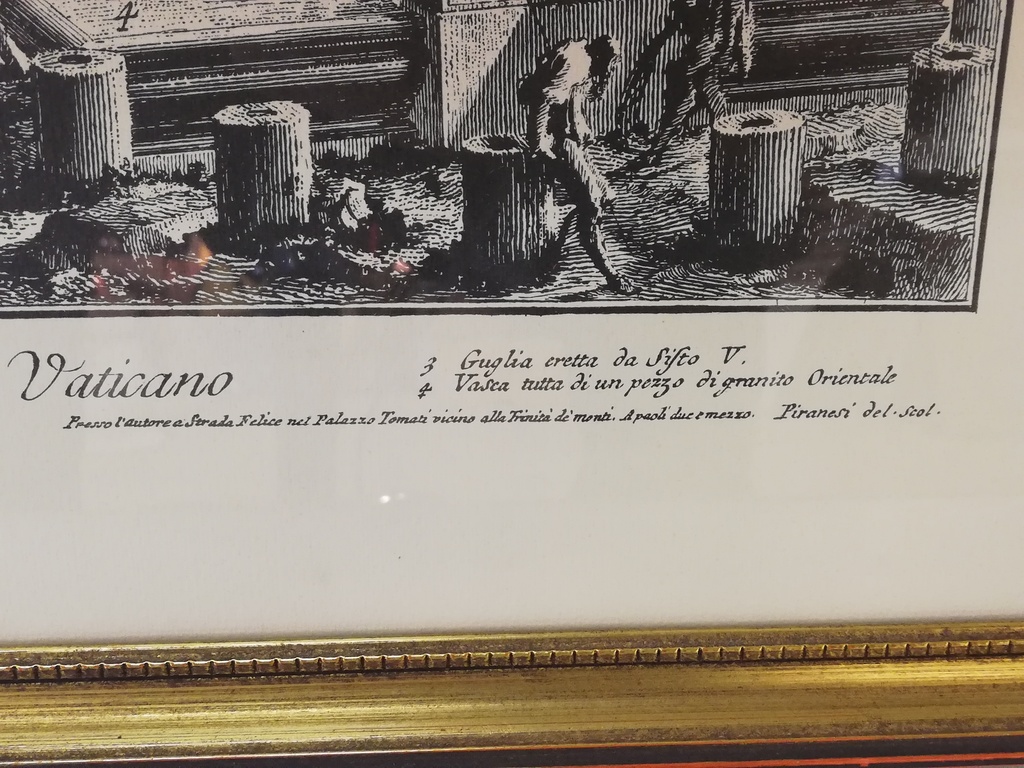 4
Vaticano
3 Guglia eretta da Sisto V.
4 Vasca tutta di un pezzo di granito Orientale
Presso l'autore a Strada Felice nel Palazzo Tomati vicino alla Trinità de' monti. A paoli due e mezzo. Piranesi del. scol.